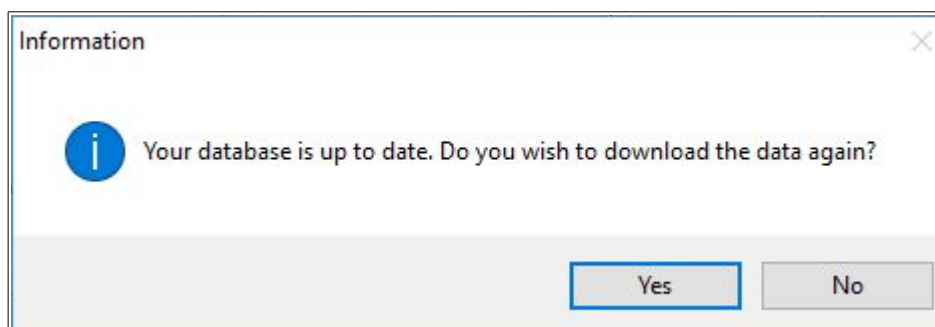 Information
Your database is up to date. Do you wish to download the data again?
Yes
No